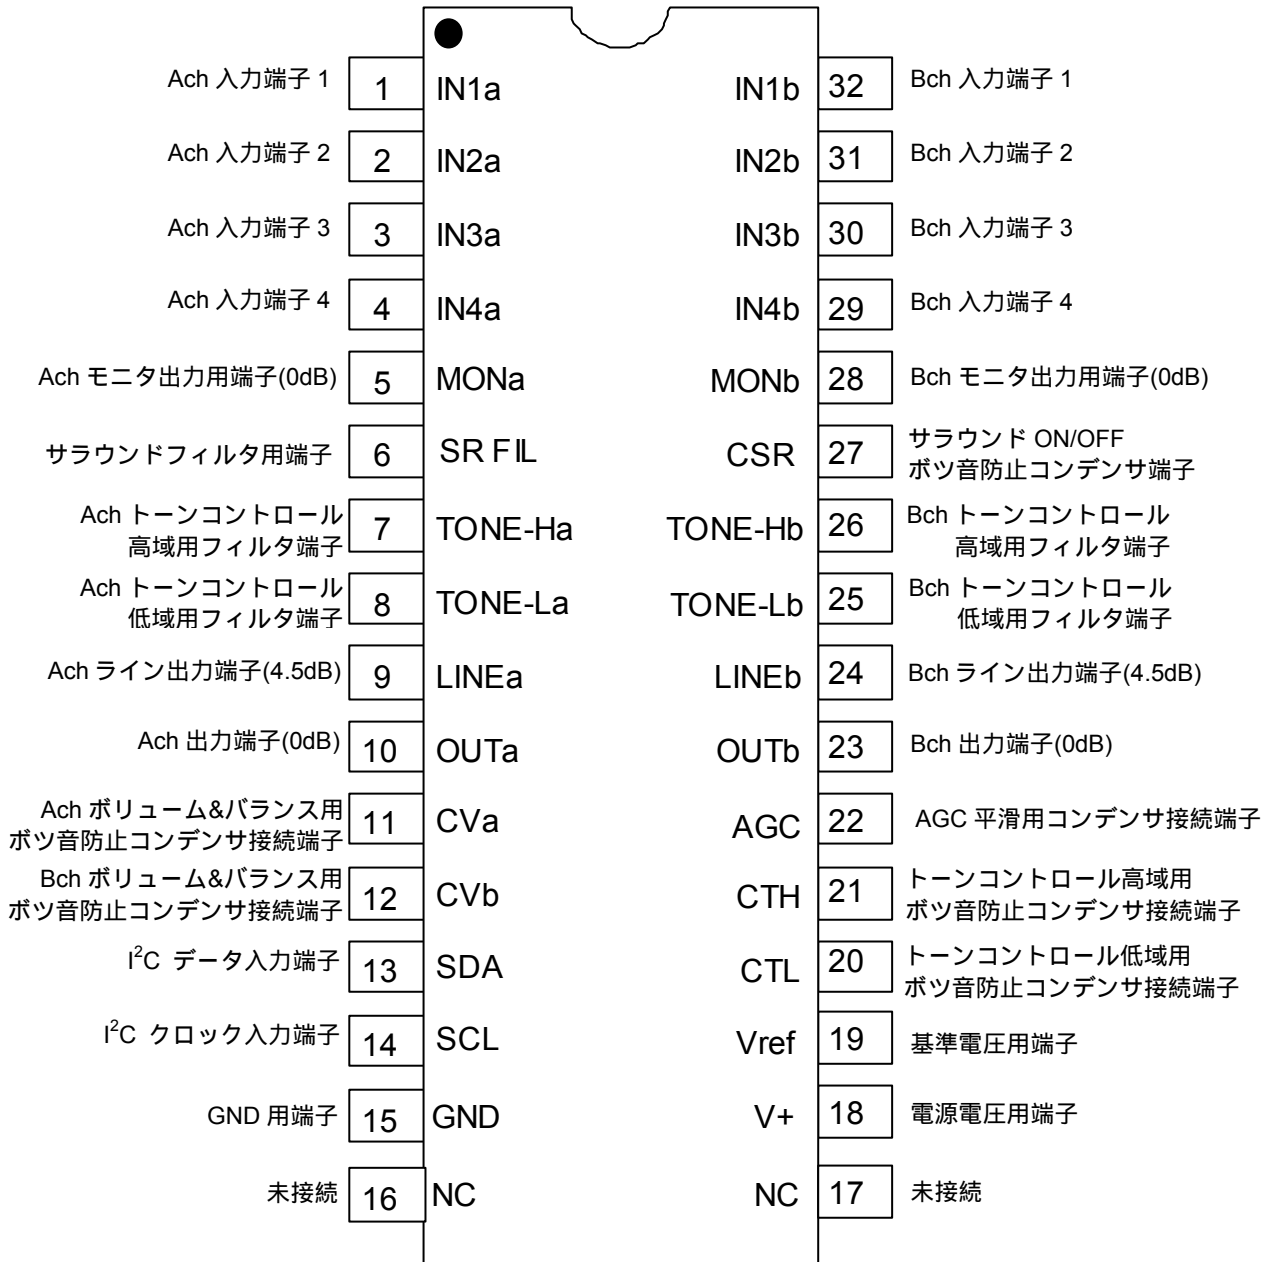 Ach 入力端子 1 1 IN1a IN1b 32 Bch 入力端子 1
Ach 入力端子 2 2 IN2a IN2b 31 Bch 入力端子 2
Ach 入力端子 3 3 IN3a IN3b 30 Bch 入力端子 3
Ach 入力端子 4 4 IN4a IN4b 29 Bch 入力端子 4
Ach モニタ出力用端子(0dB) 5 MONa MONb 28 Bch モニタ出力用端子(0dB)
サラウンドフィルタ用端子 6 SR FIL CSR 27 サラウンド ON/OFF
ボツ音防止コンデンサ端子
Ach トーンコントロール
高域用フィルタ端子 7 TONE-Ha TONE-Hb 26 Bch トーンコントロール
高域用フィルタ端子
Ach トーンコントロール
低域用フィルタ端子 8 TONE-La TONE-Lb 25 Bch トーンコントロール
低域用フィルタ端子
Ach ライン出力端子(4.5dB) 9 LINEa LINEb 24 Bch ライン出力端子(4.5dB)
Ach 出力端子(0dB) 10 OUTa OUTb 23 Bch 出力端子(0dB)
Ach ボリューム&バランス用
ボツ音防止コンデンサ接続端子 11 CVa AGC 22 AGC 平滑用コンデンサ接続端子
Bch ボリューム&バランス用
ボツ音防止コンデンサ接続端子 12 CVb CTH 21 トーンコントロール高域用
ボツ音防止コンデンサ接続端子
I²C データ入力端子 13 SDA CTL 20 トーンコントロール低域用
ボツ音防止コンデンサ接続端子
I²C クロック入力端子 14 SCL Vref 19 基準電圧用端子
GND 用端子 15 GND V+ 18 電源電圧用端子
未接続 16 NC NC 17 未接続